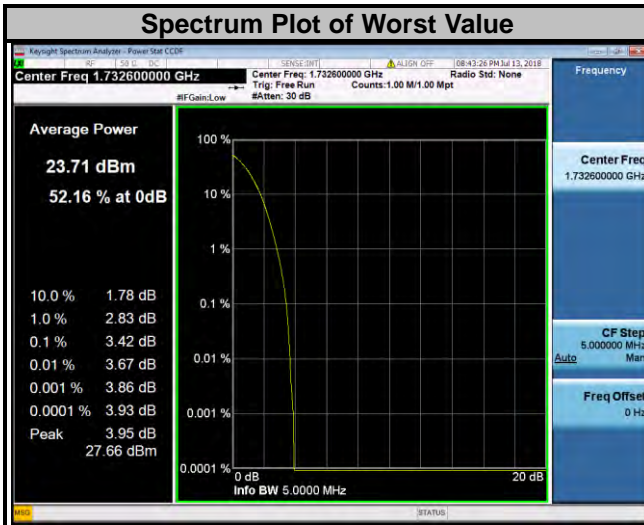 Spectrum Plot of Worst Value
Keysight Spectrum Analyzer - Power Stat CCDF
RF 50 Ω DC SENSE:INT ALIGN OFF 08:43:26 PM Jul 13, 2018
Center Freq 1.732600000 GHz
Center Freq: 1.732600000 GHz Radio Std: None
Trig: Free Run Counts:1.00 M/1.00 Mpt
#IFGain:Low #Atten: 30 dB
Frequency
Average Power
23.71 dBm
52.16 % at 0dB
10.0 % 1.78 dB
1.0 % 2.83 dB
0.1 % 3.42 dB
0.01 % 3.67 dB
0.001 % 3.86 dB
0.0001 % 3.93 dB
Peak 3.95 dB
27.66 dBm
100 %
10 %
1 %
0.1 %
0.01 %
0.001 %
0.0001 %
0 dB 20 dB
Info BW 5.0000 MHz
Center Freq
1.732600000 GHz
CF Step
5.000000 MHz
Auto Man
Freq Offset
0 Hz
MSG STATUS